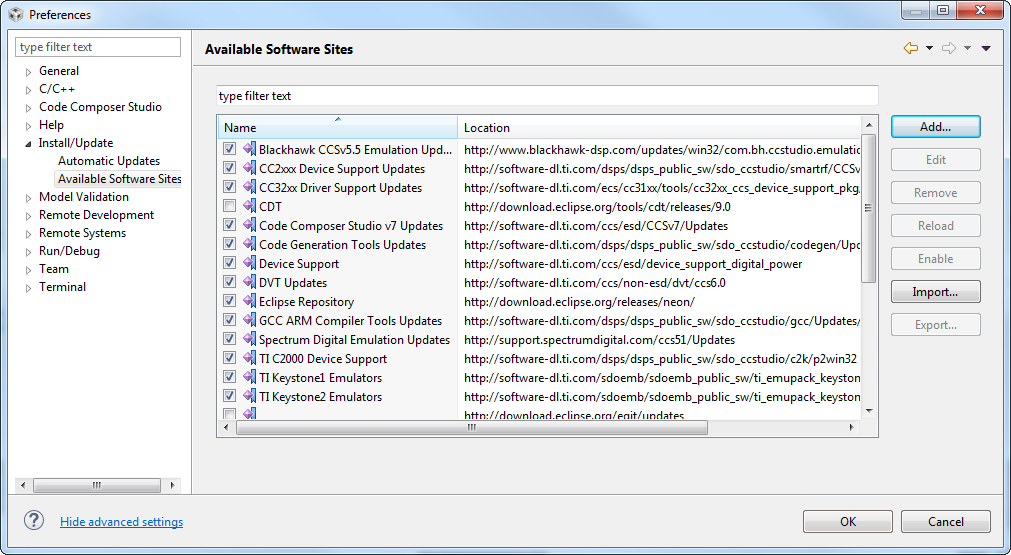 Preferences
type filter text
General
C/C++
Code Composer Studio
Help
Install/Update
Automatic Updates
Available Software Sites
Model Validation
Remote Development
Remote Systems
Run/Debug
Team
Terminal
Available Software Sites
type filter text
Name Location
Blackhawk CCSv5.5 Emulation Upd... http://www.blackhawk-dsp.com/updates/win32/com.bh.ccstudio.emulatic
CC2xxx Device Support Updates http://software-dl.ti.com/dsps/dsps_public_sw/sdo_ccstudio/smartrf/CCSv
CC32xx Driver Support Updates http://software-dl.ti.com/ecs/cc31xx/tools/cc32xx_ccs_device_support_pkg,
CDT http://download.eclipse.org/tools/cdt/releases/9.0
Code Composer Studio v7 Updates http://software-dl.ti.com/ccs/esd/CCSv7/Updates
Code Generation Tools Updates http://software-dl.ti.com/dsps/dsps_public_sw/sdo_ccstudio/codegen/Upc
Device Support http://software-dl.ti.com/ccs/esd/device_support_digital_power
DVT Updates http://software-dl.ti.com/ccs/non-esd/dvt/ccs6.0
Eclipse Repository http://download.eclipse.org/releases/neon/
GCC ARM Compiler Tools Updates http://software-dl.ti.com/dsps/dsps_public_sw/sdo_ccstudio/gcc/Updates/
Spectrum Digital Emulation Updates http://support.spectrumdigital.com/ccs51/Updates
TI C2000 Device Support http://software-dl.ti.com/dsps/dsps_public_sw/sdo_ccstudio/c2k/p2win32
TI Keystone1 Emulators http://software-dl.ti.com/sdoemb/sdoemb_public_sw/ti_emupack_keyston
TI Keystone2 Emulators http://software-dl.ti.com/sdoemb/sdoemb_public_sw/ti_emupack_keyston
http://download.eclipse.org/egit/updates
Add...
Edit
Remove
Reload
Enable
Import...
Export...
Hide advanced settings
OK
Cancel